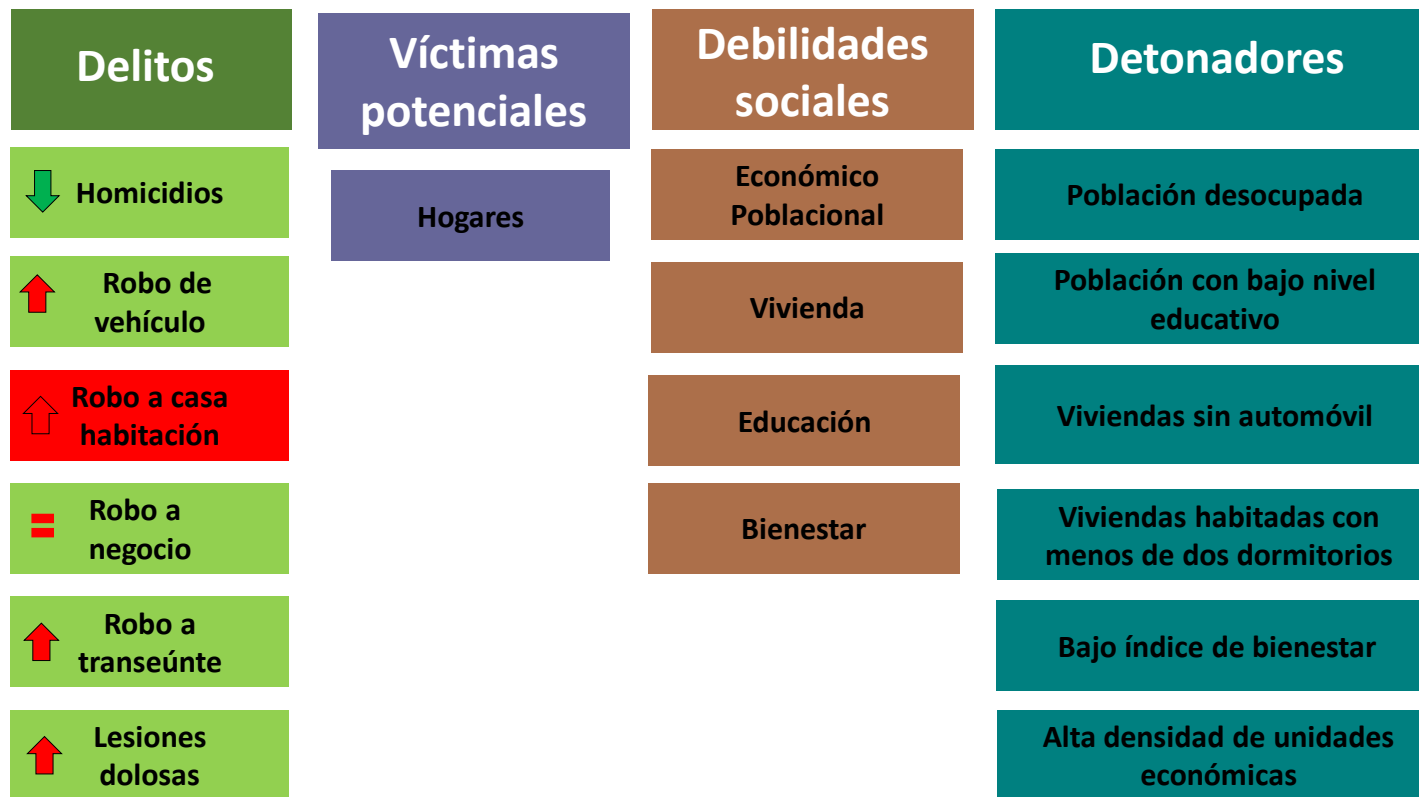 Delitos
Homicidios
Robo de
vehículo
Robo a casa
habitación
Robo a
negocio
Robo a
transeúnte
Lesiones
dolosas
Víctimas
potenciales
Hogares
Debilidades
sociales
Económico
Poblacional
Vivienda
Educación
Bienestar
Detonadores
Población desocupada
Población con bajo nivel
educativo
Viviendas sin automóvil
Viviendas habitadas con
menos de dos dormitorios
Bajo índice de bienestar
Alta densidad de unidades
económicas